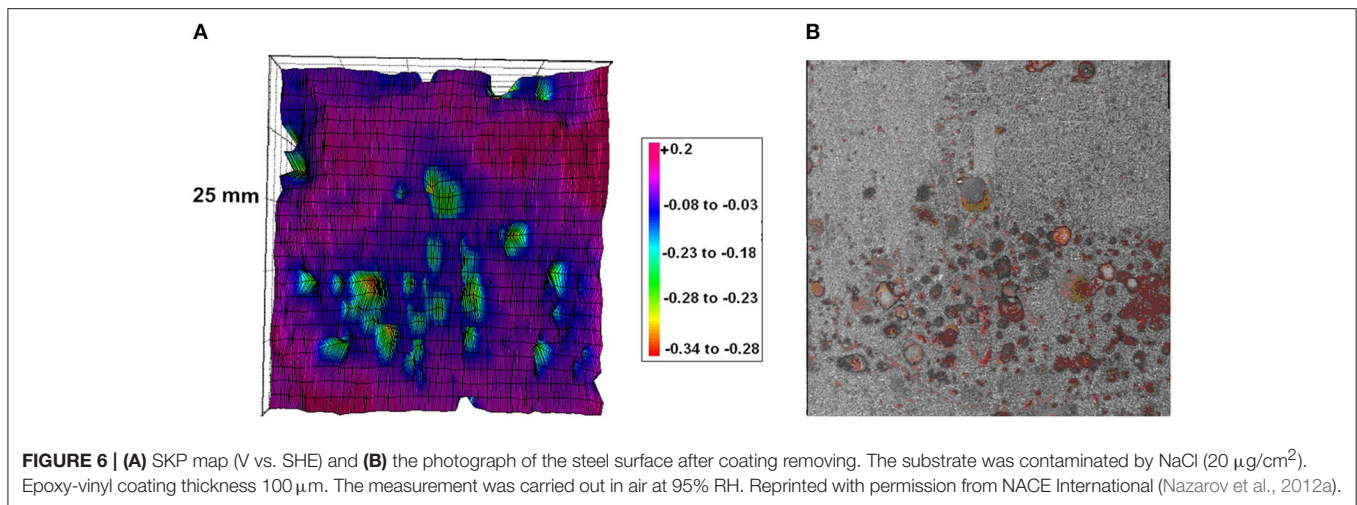 A
B
25 mm
+0.2
-0.08 to -0.03
-0.23 to -0.18
-0.28 to -0.23
-0.34 to -0.28
FIGURE 6 | (A) SKP map (V vs. SHE) and (B) the photograph of the steel surface after coating removing. The substrate was contaminated by NaCl (20 μg/cm²).
Epoxy-vinyl coating thickness 100 μm. The measurement was carried out in air at 95% RH. Reprinted with permission from NACE International (Nazarov et al., 2012a).